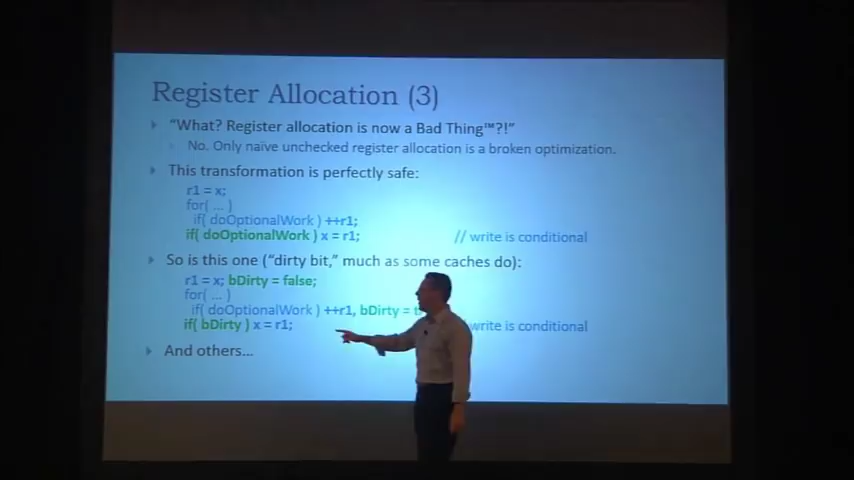 Register Allocation (3)
"What? Register allocation is now a Bad Thing™?!"
No. Only naïve unchecked register allocation is a broken optimization.
This transformation is perfectly safe:
r1 = x;
for( ... )
if( doOptionalWork ) ++r1;
if( doOptionalWork ) x = r1; // write is conditional
So is this one ("dirty bit," much as some caches do):
r1 = x; bDirty = false;
for( ... )
if( doOptionalWork ) ++r1, bDirty =
if( bDirty ) x = r1; write is conditional
And others...